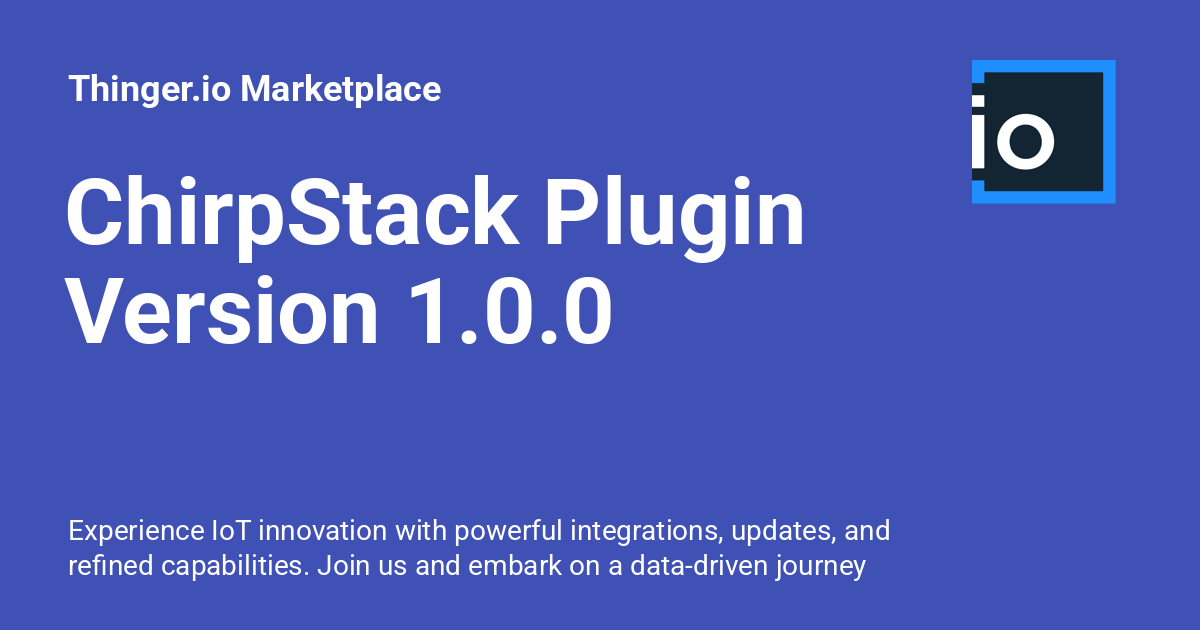 Thinger.io Marketplace
io
ChirpStack Plugin
Version 1.0.0
Experience IoT innovation with powerful integrations, updates, and
refined capabilities. Join us and embark on a data-driven journey